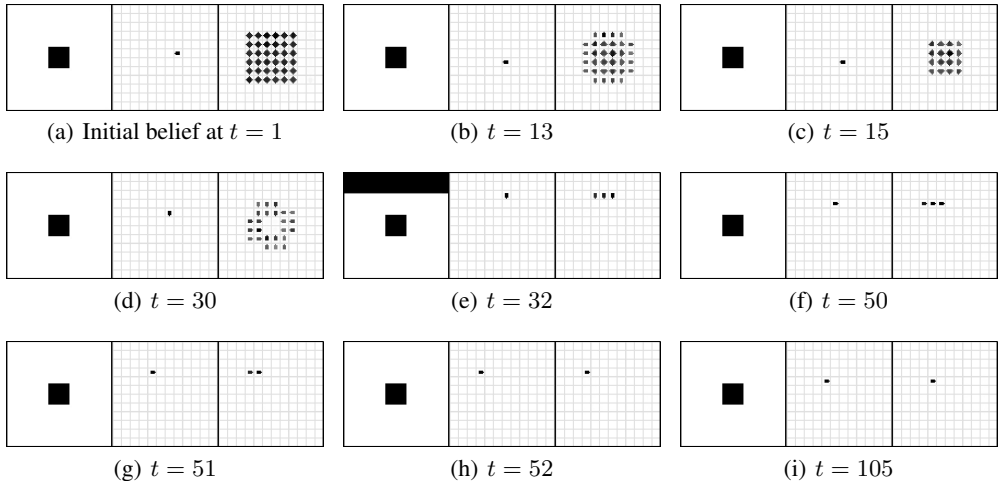 (a) Initial belief at t = 1
(b) t = 13
(c) t = 15
(d) t = 30
(e) t = 32
(f) t = 50
(g) t = 51
(h) t = 52
(i) t = 105